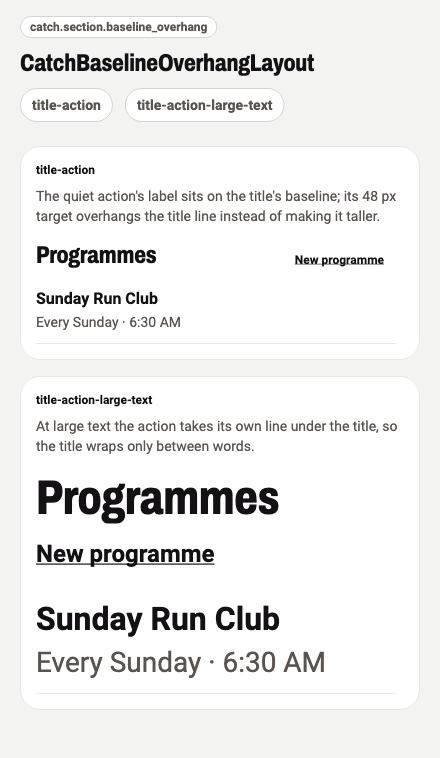 catch.section.baseline_overhang
CatchBaselineOverhangLayout
title-action
title-action-large-text
title-action
The quiet action's label sits on the title's baseline; its 48 px
target overhangs the title line instead of making it taller.
Programmes
New programme
Sunday Run Club
Every Sunday · 6:30 AM
title-action-large-text
At large text the action takes its own line under the title, so
the title wraps only between words.
Programmes
New programme
Sunday Run Club
Every Sunday · 6:30 AM